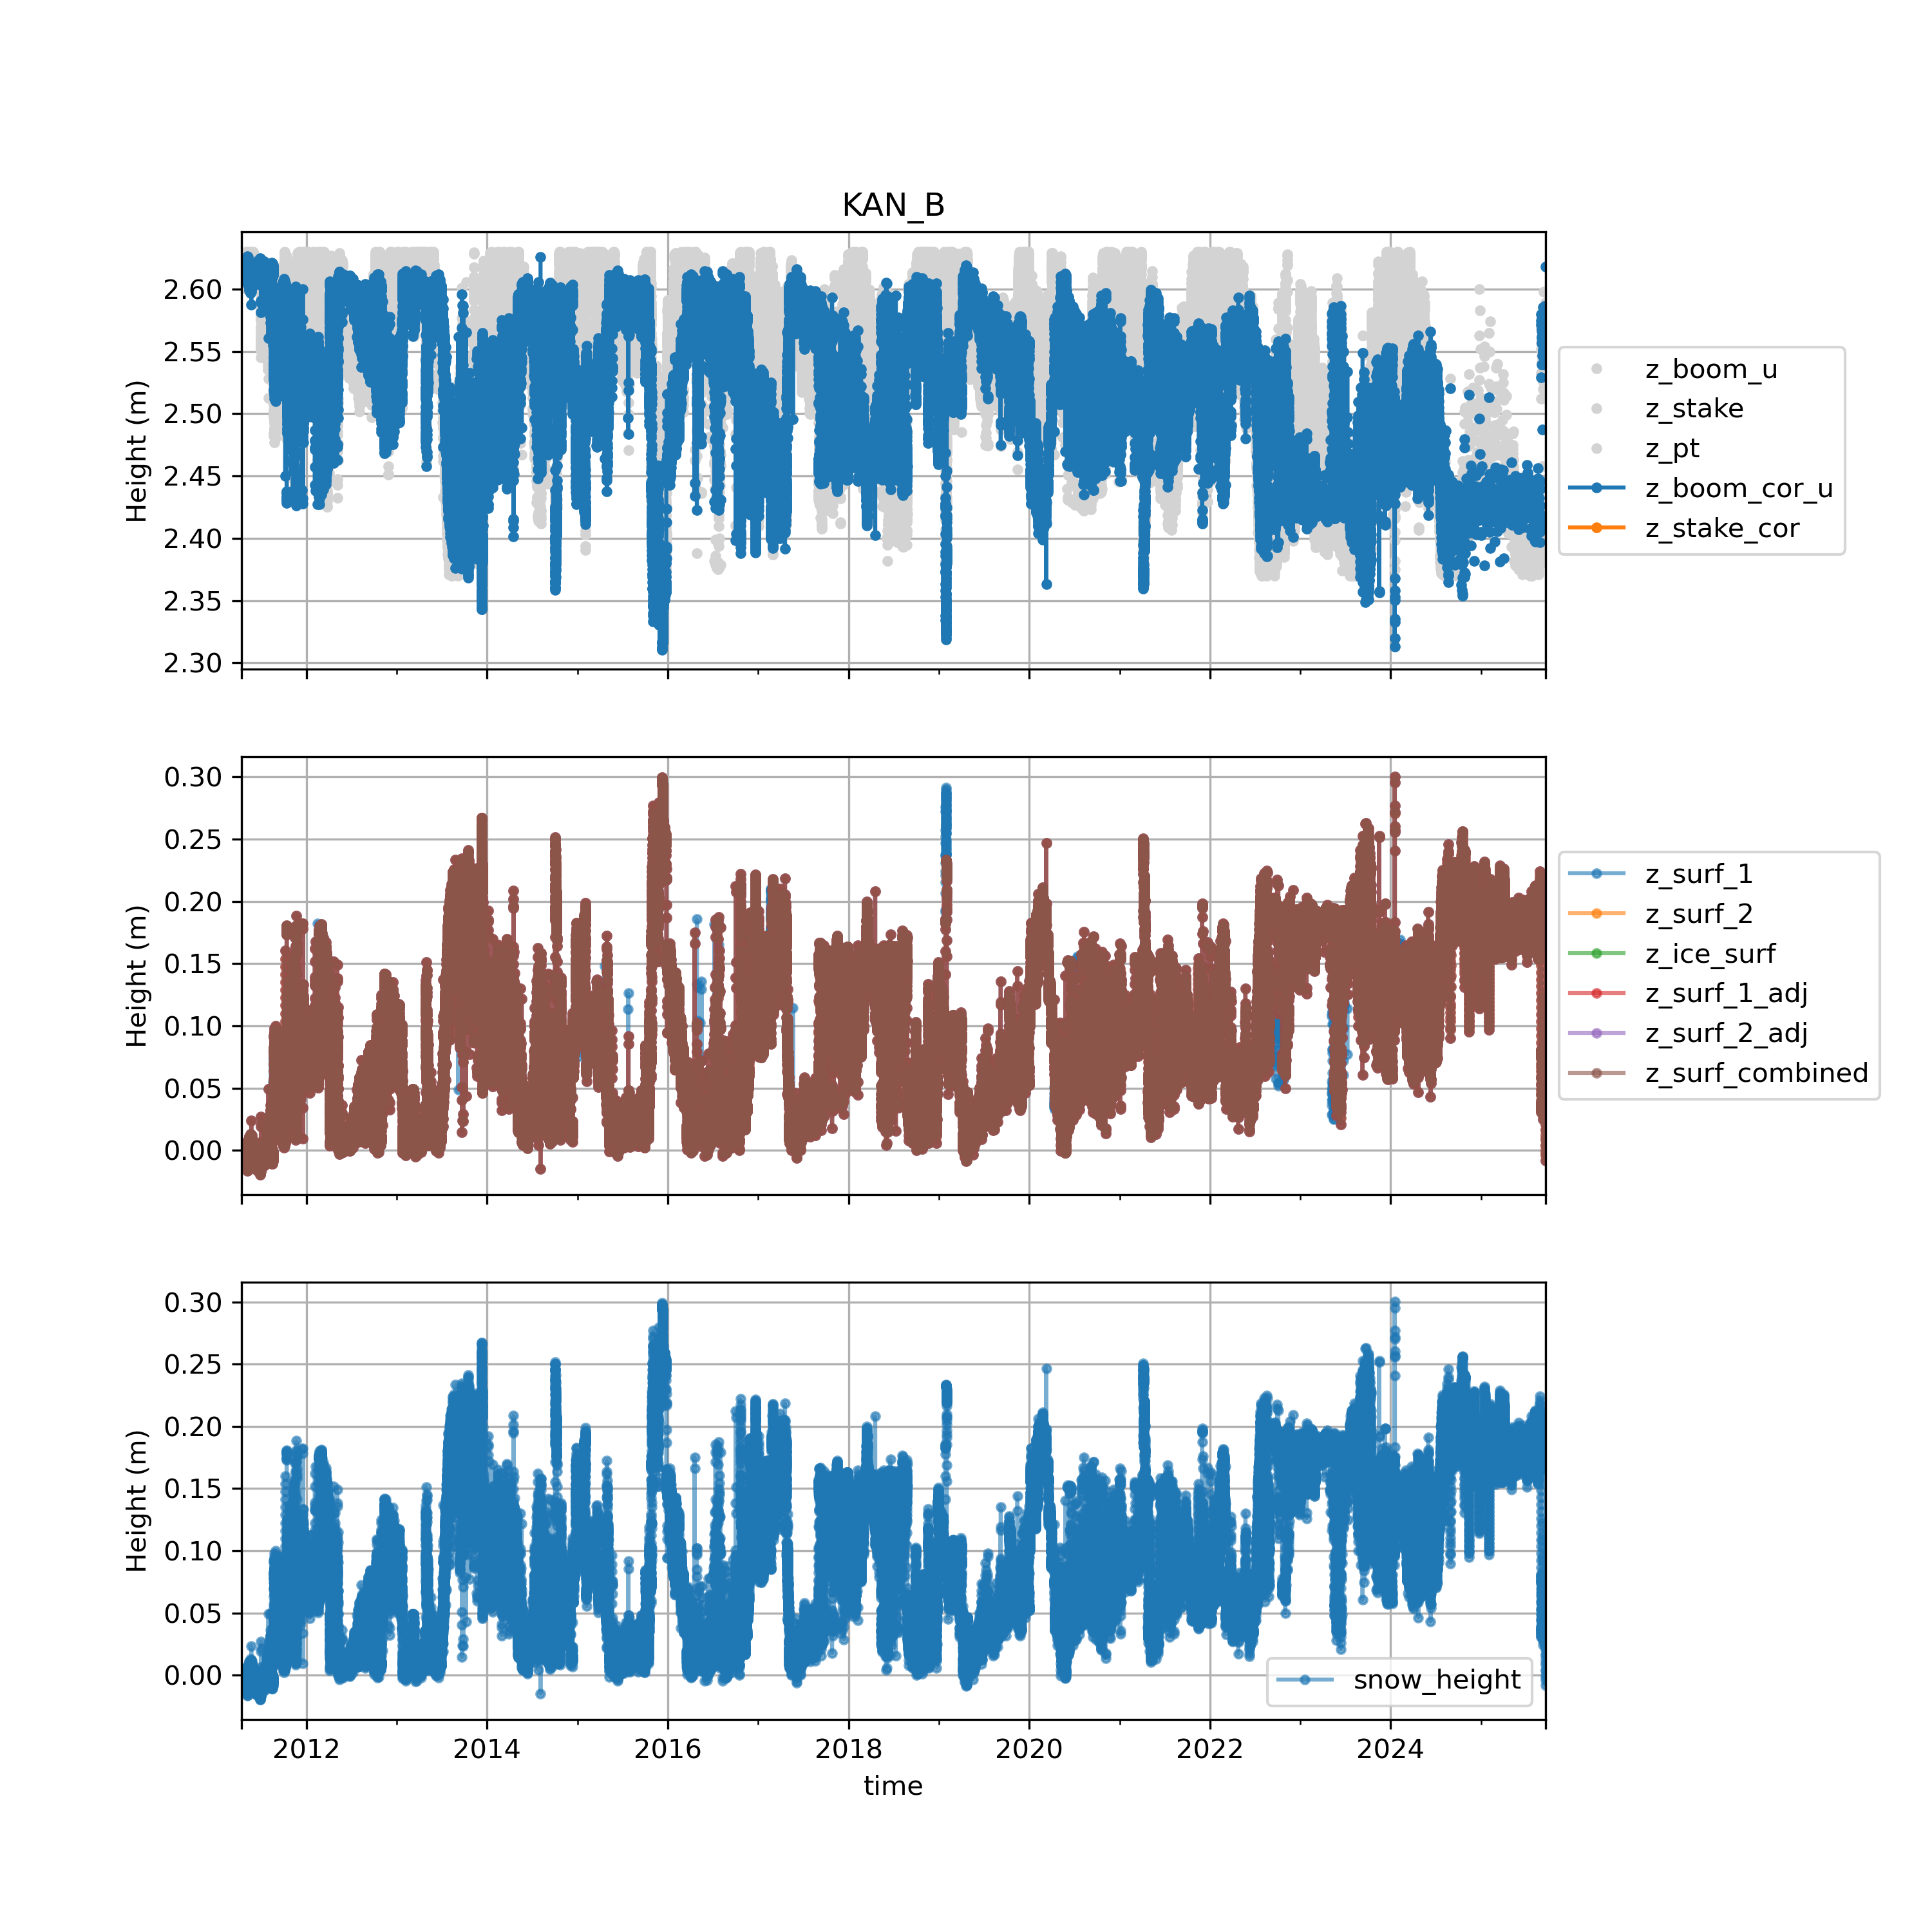 KAN_B
Height (m)
2.60
2.55
2.50
2.45
2.40
2.35
2.30
z_boom_u
z_stake
z_pt
z_boom_cor_u
z_stake_cor
Height (m)
0.30
0.25
0.20
0.15
0.10
0.05
0.00
z_surf_1
z_surf_2
z_ice_surf
z_surf_1_adj
z_surf_2_adj
z_surf_combined
Height (m)
0.30
0.25
0.20
0.15
0.10
0.05
0.00
snow_height
2012 2014 2016 2018 2020 2022 2024
time